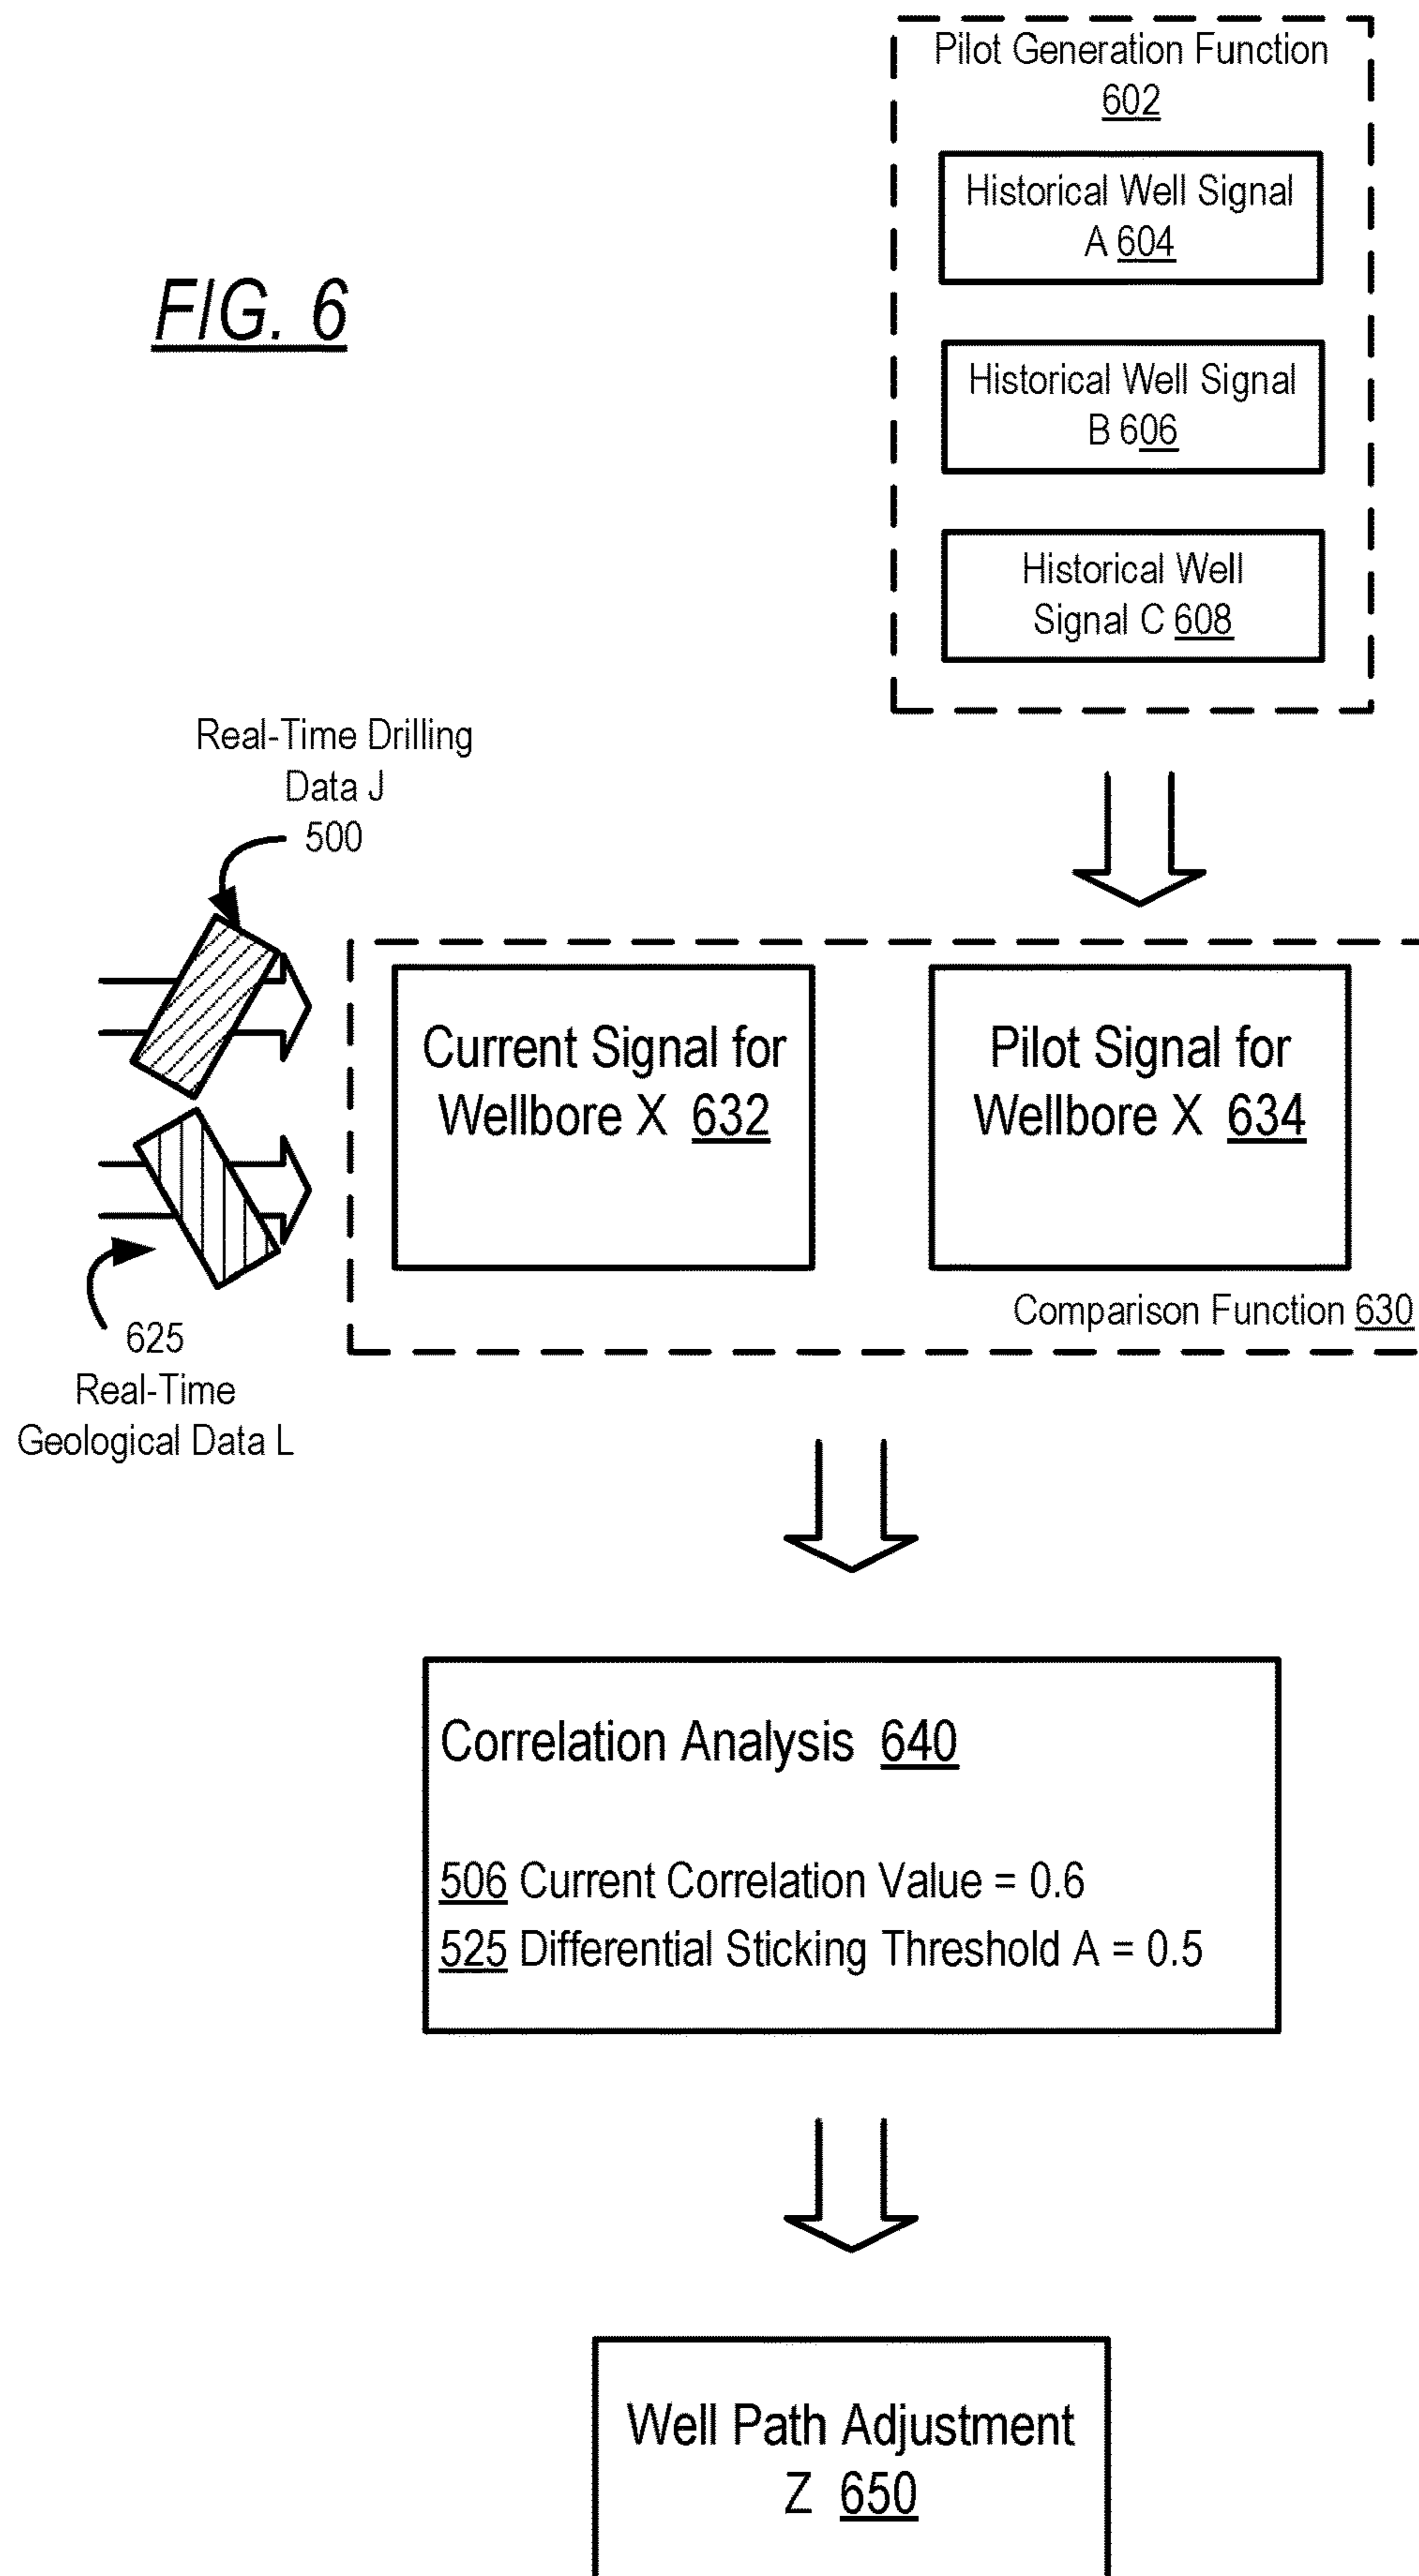 Pilot Generation Function
602
Historical Well Signal
A 604
FIG. 6
Historical Well Signal
B 606
Historical Well
Signal C 608
Real-Time Drilling
Data J
500
Current Signal for
Wellbore X 632
Pilot Signal for
Wellbore X 634
Comparison Function 630
625
Real-Time
Geological Data L
Correlation Analysis 640
506 Current Correlation Value = 0.6
525 Differential Sticking Threshold A = 0.5
Well Path Adjustment
Z 650